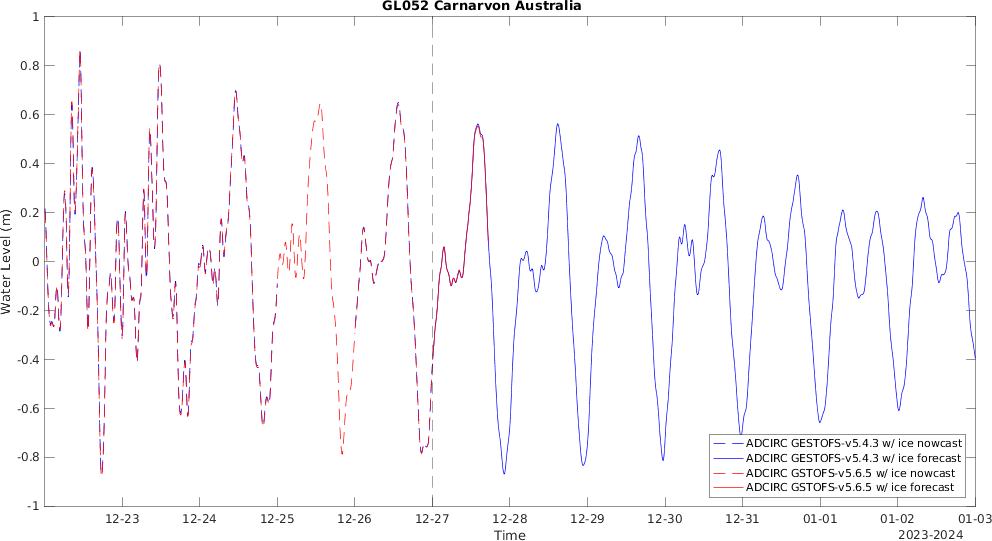 GL052 Carnarvon Australia
Water Level (m)
1
0.8
0.6
0.4
0.2
0
-0.2
-0.4
-0.6
-0.8
-1
ADCIRC GESTOFS-v5.4.3 w/ ice nowcast
ADCIRC GESTOFS-v5.4.3 w/ ice forecast
ADCIRC GSTOFS-v5.6.5 w/ ice nowcast
ADCIRC GSTOFS-v5.6.5 w/ ice forecast
12-23 12-24 12-25 12-26 12-27 12-28 12-29 12-30 12-31 01-01 01-02 01-03
Time
2023-2024